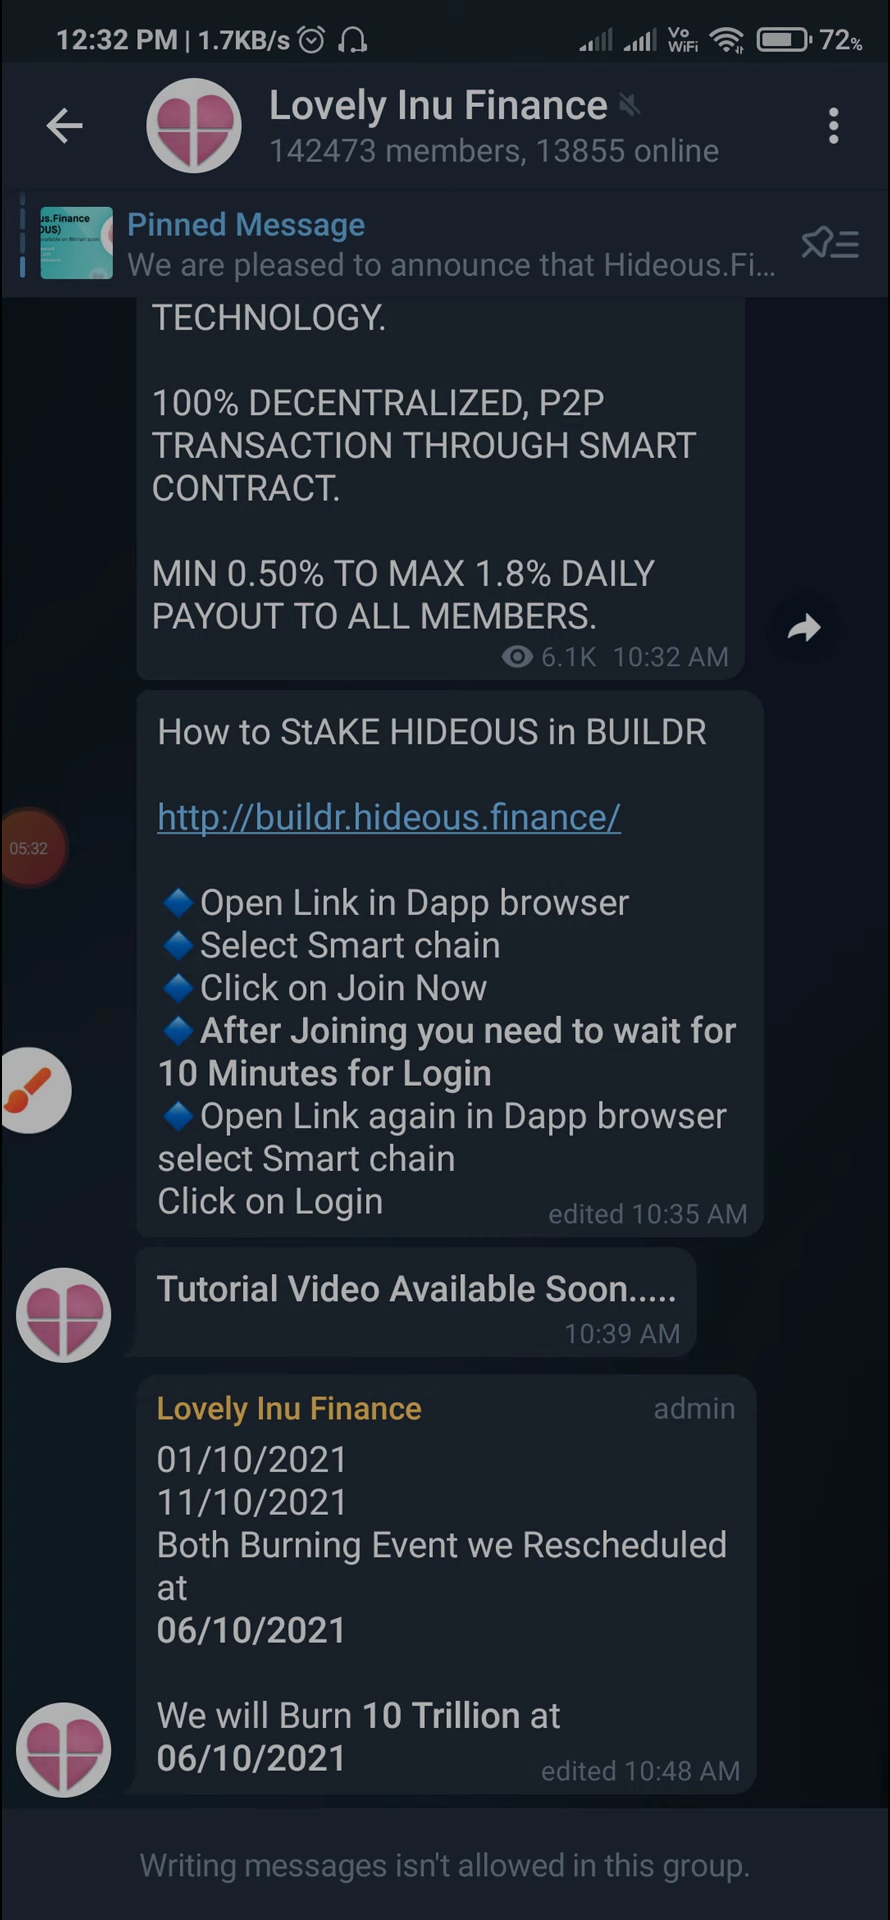 12:32 PM | 1.7KB/s
Vo
WiFi
72%
Lovely Inu Finance
142473 members, 13855 online
us.Finance
OUS)
Pinned Message
We are pleased to announce that Hideous.Fi...
TECHNOLOGY.
100% DECENTRALIZED, P2P
TRANSACTION THROUGH SMART
CONTRACT.
MIN 0.50% TO MAX 1.8% DAILY
PAYOUT TO ALL MEMBERS.
6.1K 10:32 AM
How to StAKE HIDEOUS in BUILDR
http://buildr.hideous.finance/
05:32
🔷Open Link in Dapp browser
🔷Select Smart chain
🔷Click on Join Now
🔷After Joining you need to wait for
10 Minutes for Login
🔷Open Link again in Dapp browser
select Smart chain
Click on Login
edited 10:35 AM
Tutorial Video Available Soon.....
10:39 AM
Lovely Inu Finance admin
01/10/2021
11/10/2021
Both Burning Event we Rescheduled
at
06/10/2021
We will Burn 10 Trillion at
06/10/2021
edited 10:48 AM
Writing messages isn't allowed in this group.